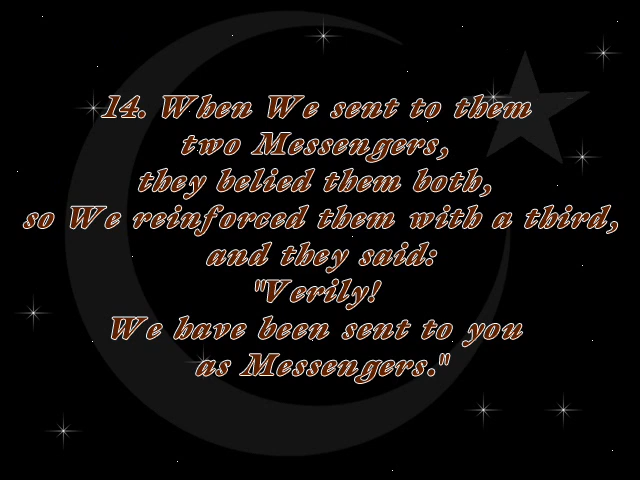 14. When We sent to them
two Messengers,
they belied them both,
so We reinforced them with a third,
and they said:
"Verily!
We have been sent to you
as Messengers."